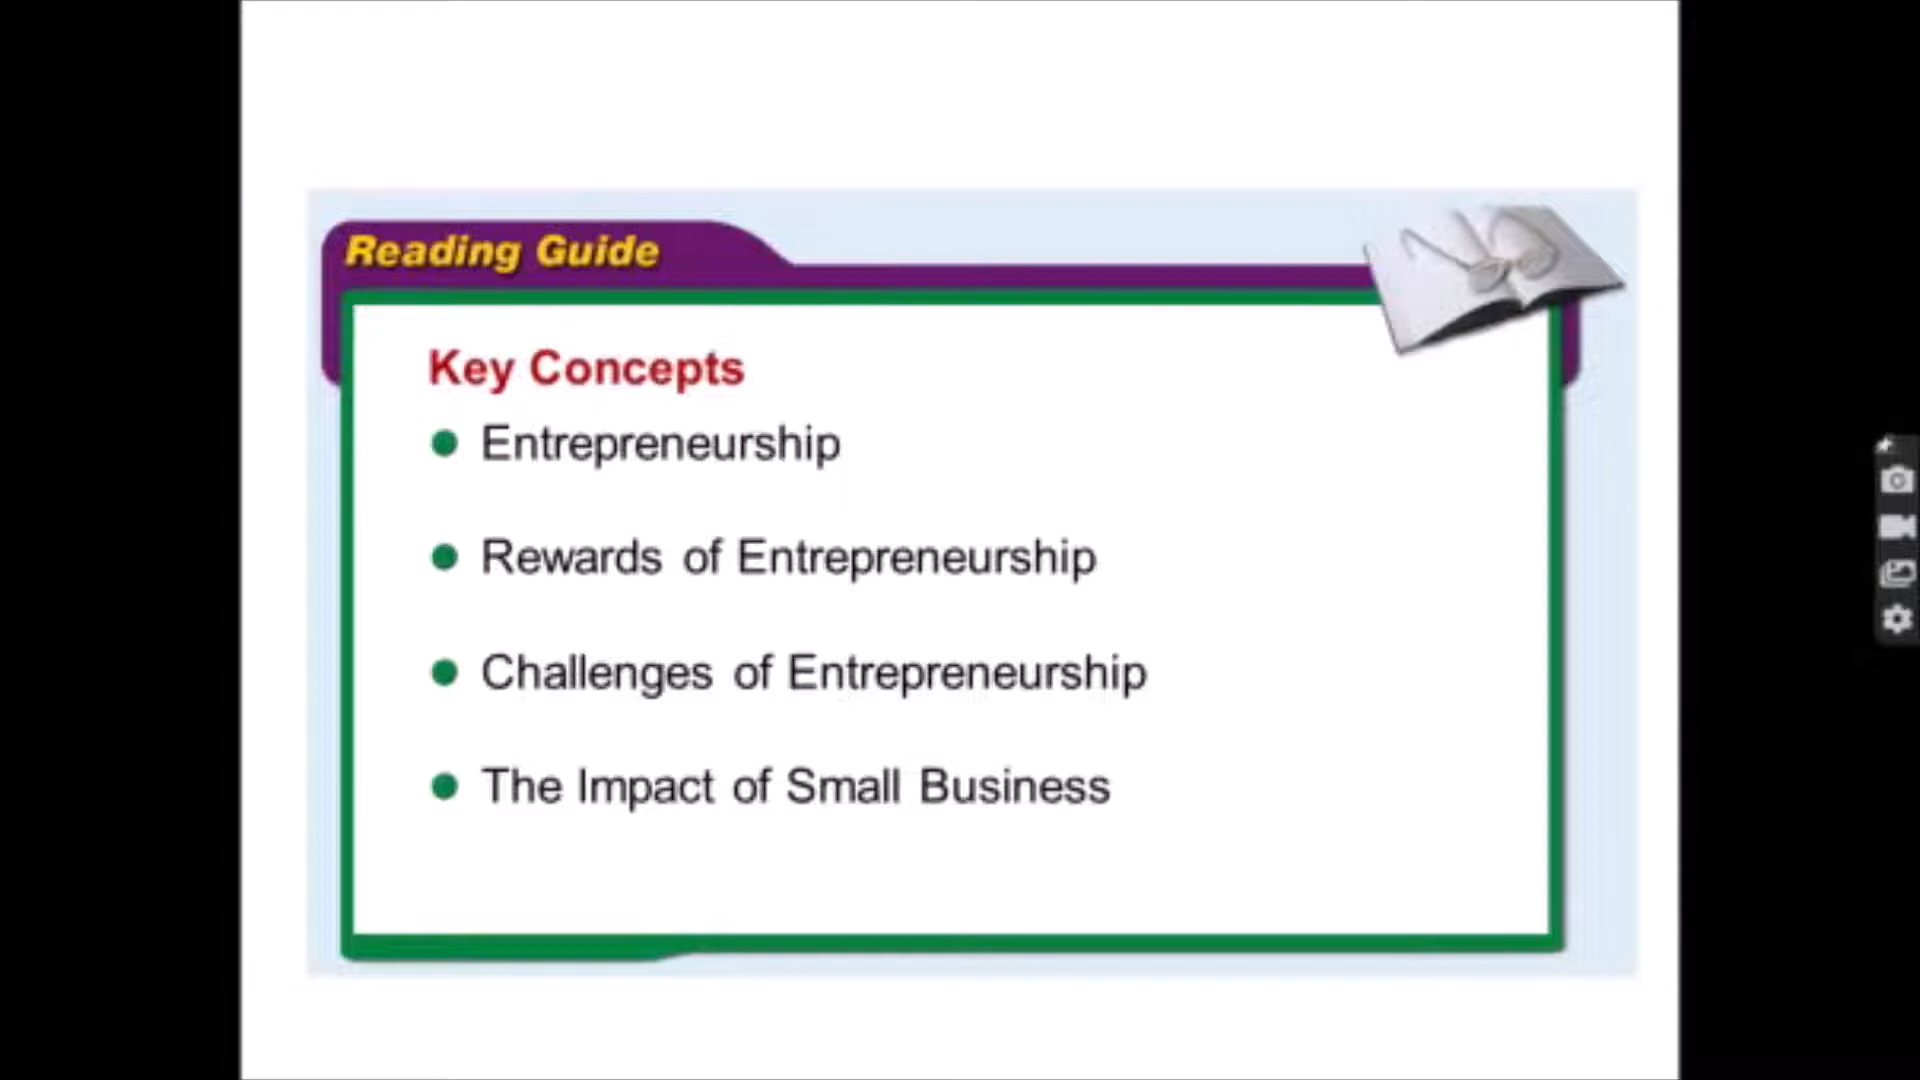 Reading Guide
Key Concepts
Entrepreneurship
Rewards of Entrepreneurship
Challenges of Entrepreneurship
The Impact of Small Business